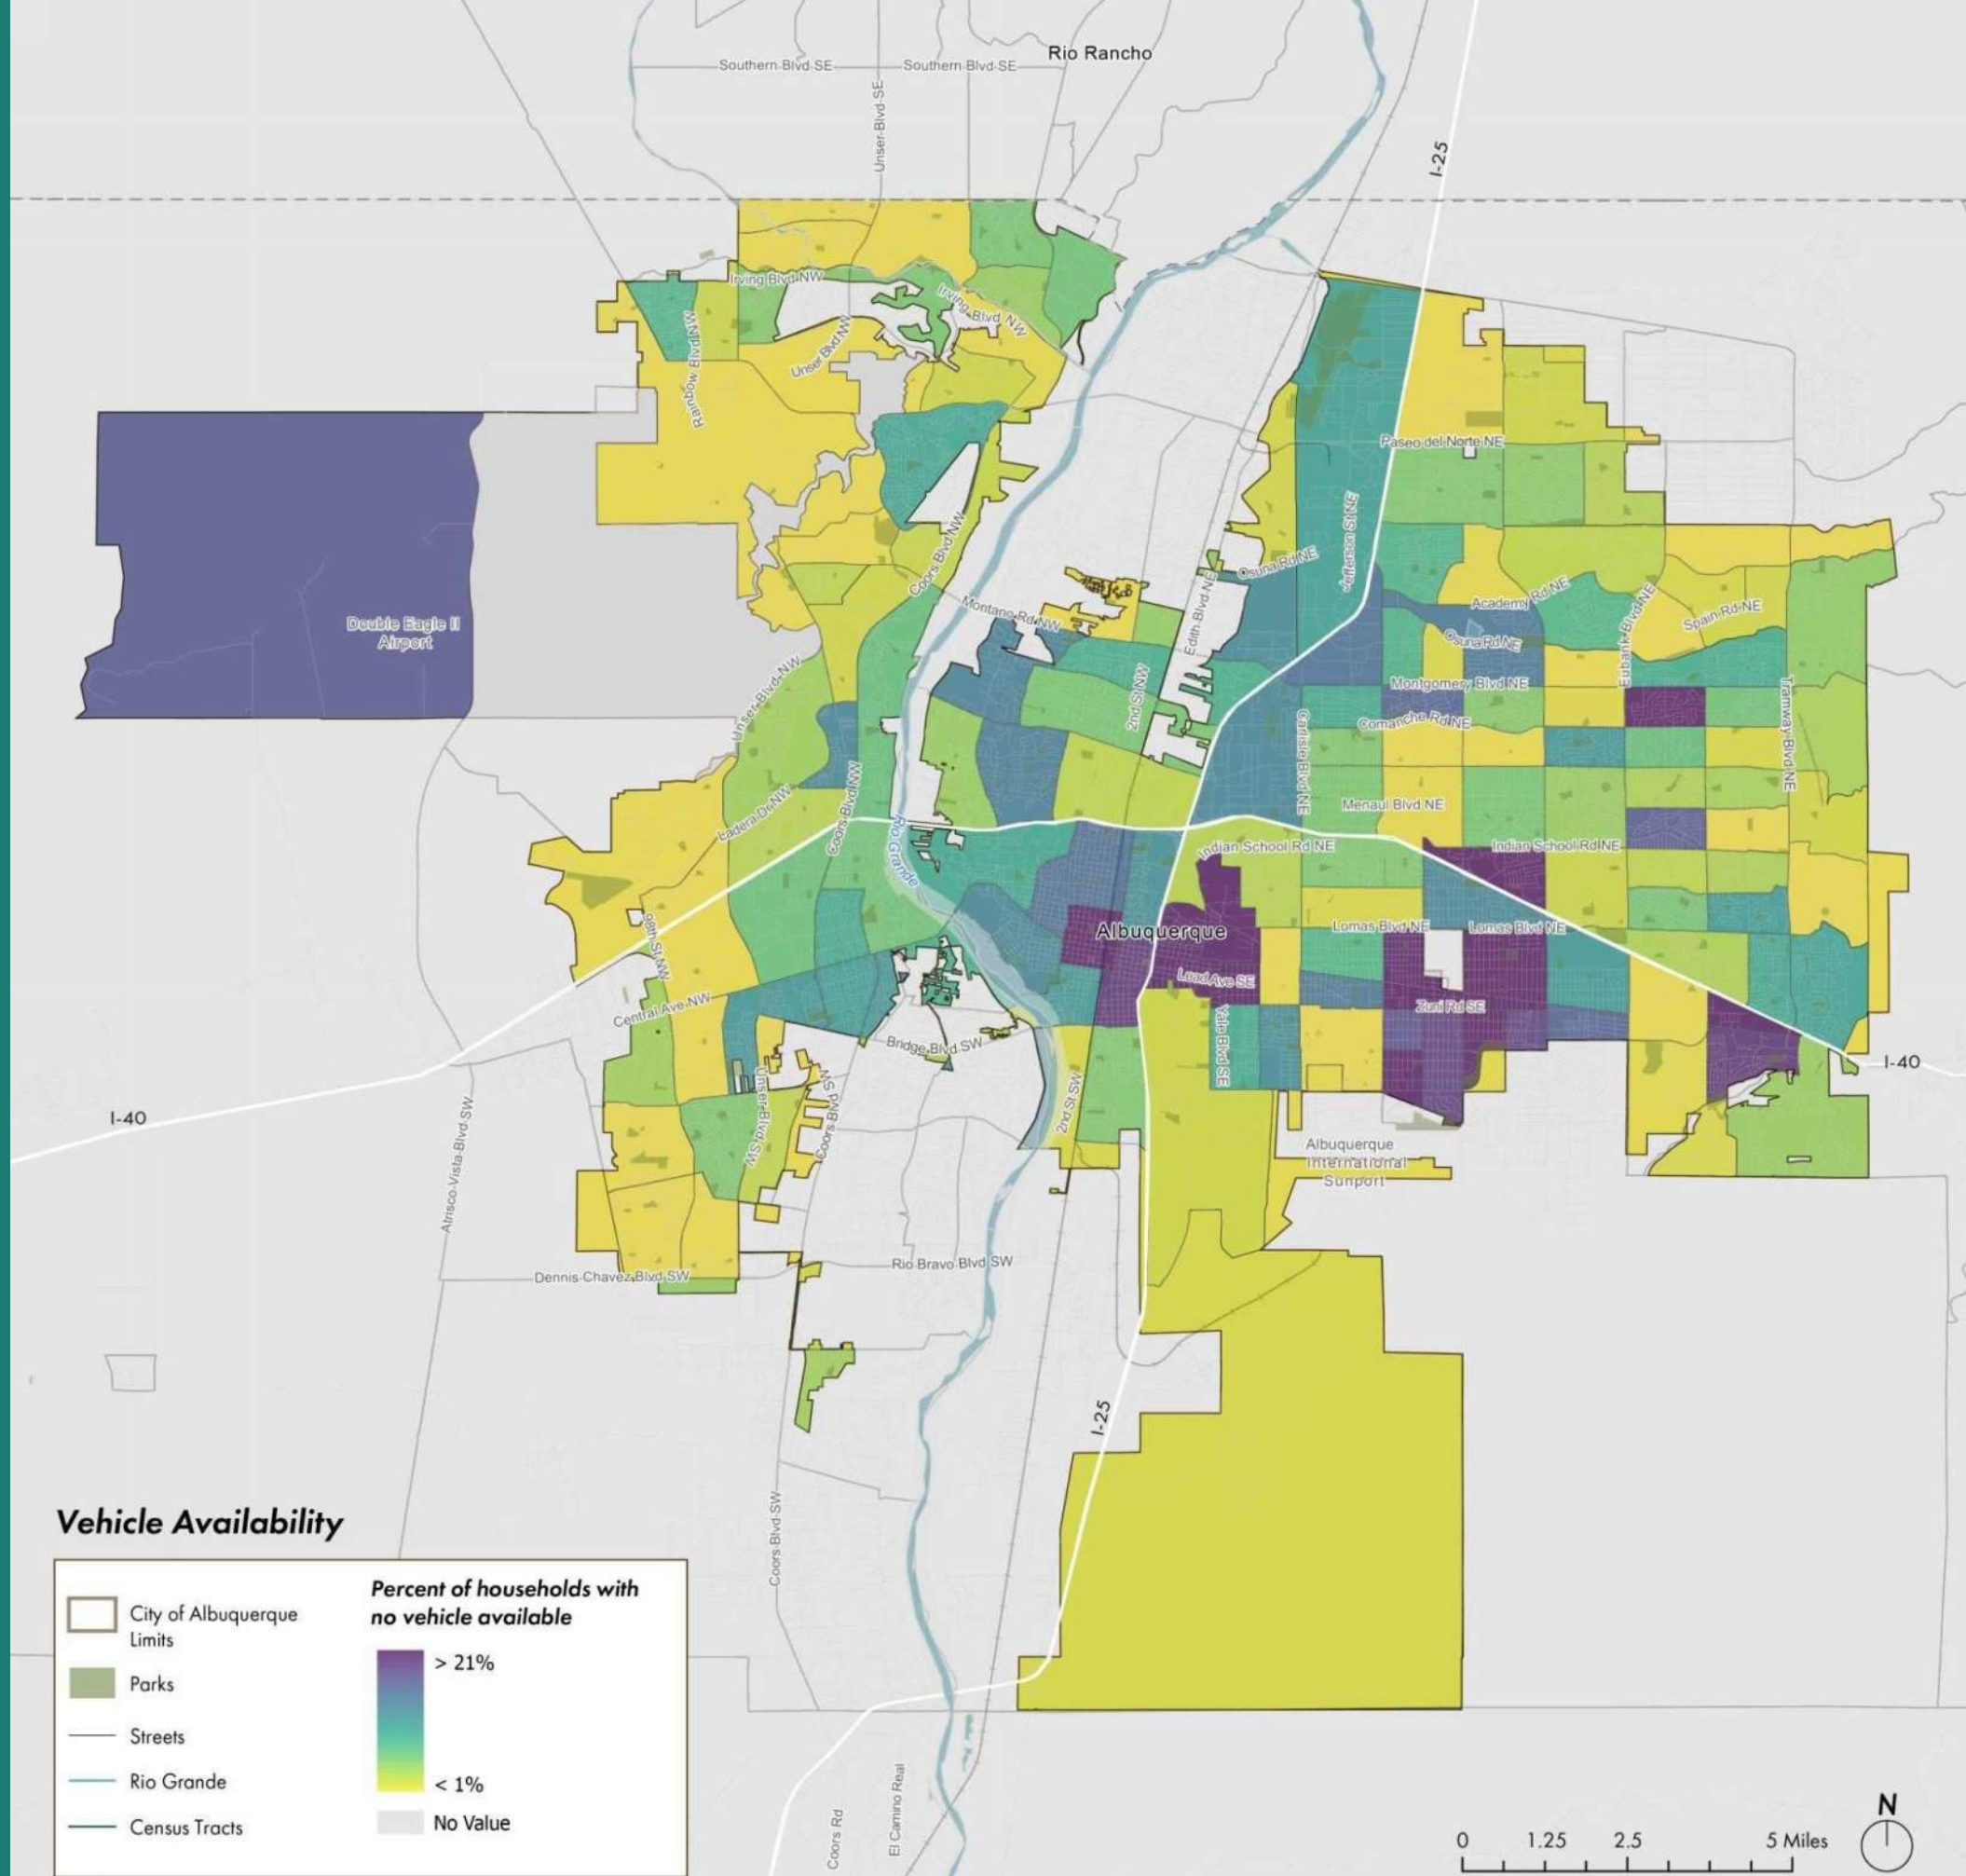 Rio Rancho
Southern Blvd SE
Southern Blvd SE
Unser Blvd SE
I-25
Irving Blvd NW
Irving Blvd NW
Rainbow Blvd NW
Unser Blvd NW
Paseo del Norte NE
Jefferson St NE
Coors Blvd NW
Osuna Rd NE
Academy Rd NE
Montano Rd NW
Edith Blvd NE
Eubank Blvd NE
Spain Rd NE
Double Eagle II
Airport
Osuna Rd NE
Unser Blvd NW
2nd St NW
Montgomery Blvd NE
Comanche Rd NE
Carlisle Blvd NE
Tramway Blvd NE
Ladera Dr NW
Coors Blvd NW
Menaul Blvd NE
Rio Grande
Indian School Rd NE
Indian School Rd NE
98th St NW
Albuquerque
Lomas Blvd NE
Lomas Blvd NE
Lead Ave SE
Central Ave NW
Zuni Rd SE
Yale Blvd SE
Bridge Blvd SW
I-40
I-40
Unser Blvd SW
Coors Blvd SW
2nd St SW
Atrisco Vista Blvd SW
Albuquerque
International
Sunport
Rio Bravo Blvd SW
Dennis Chavez Blvd SW
I-25
Coors Blvd SW
Coors Rd
El Camino Real
Vehicle Availability
City of Albuquerque
Limits
Parks
Streets
Rio Grande
Census Tracts
Percent of households with
no vehicle available
> 21%
< 1%
No Value
N
0 1.25 2.5 5 Miles